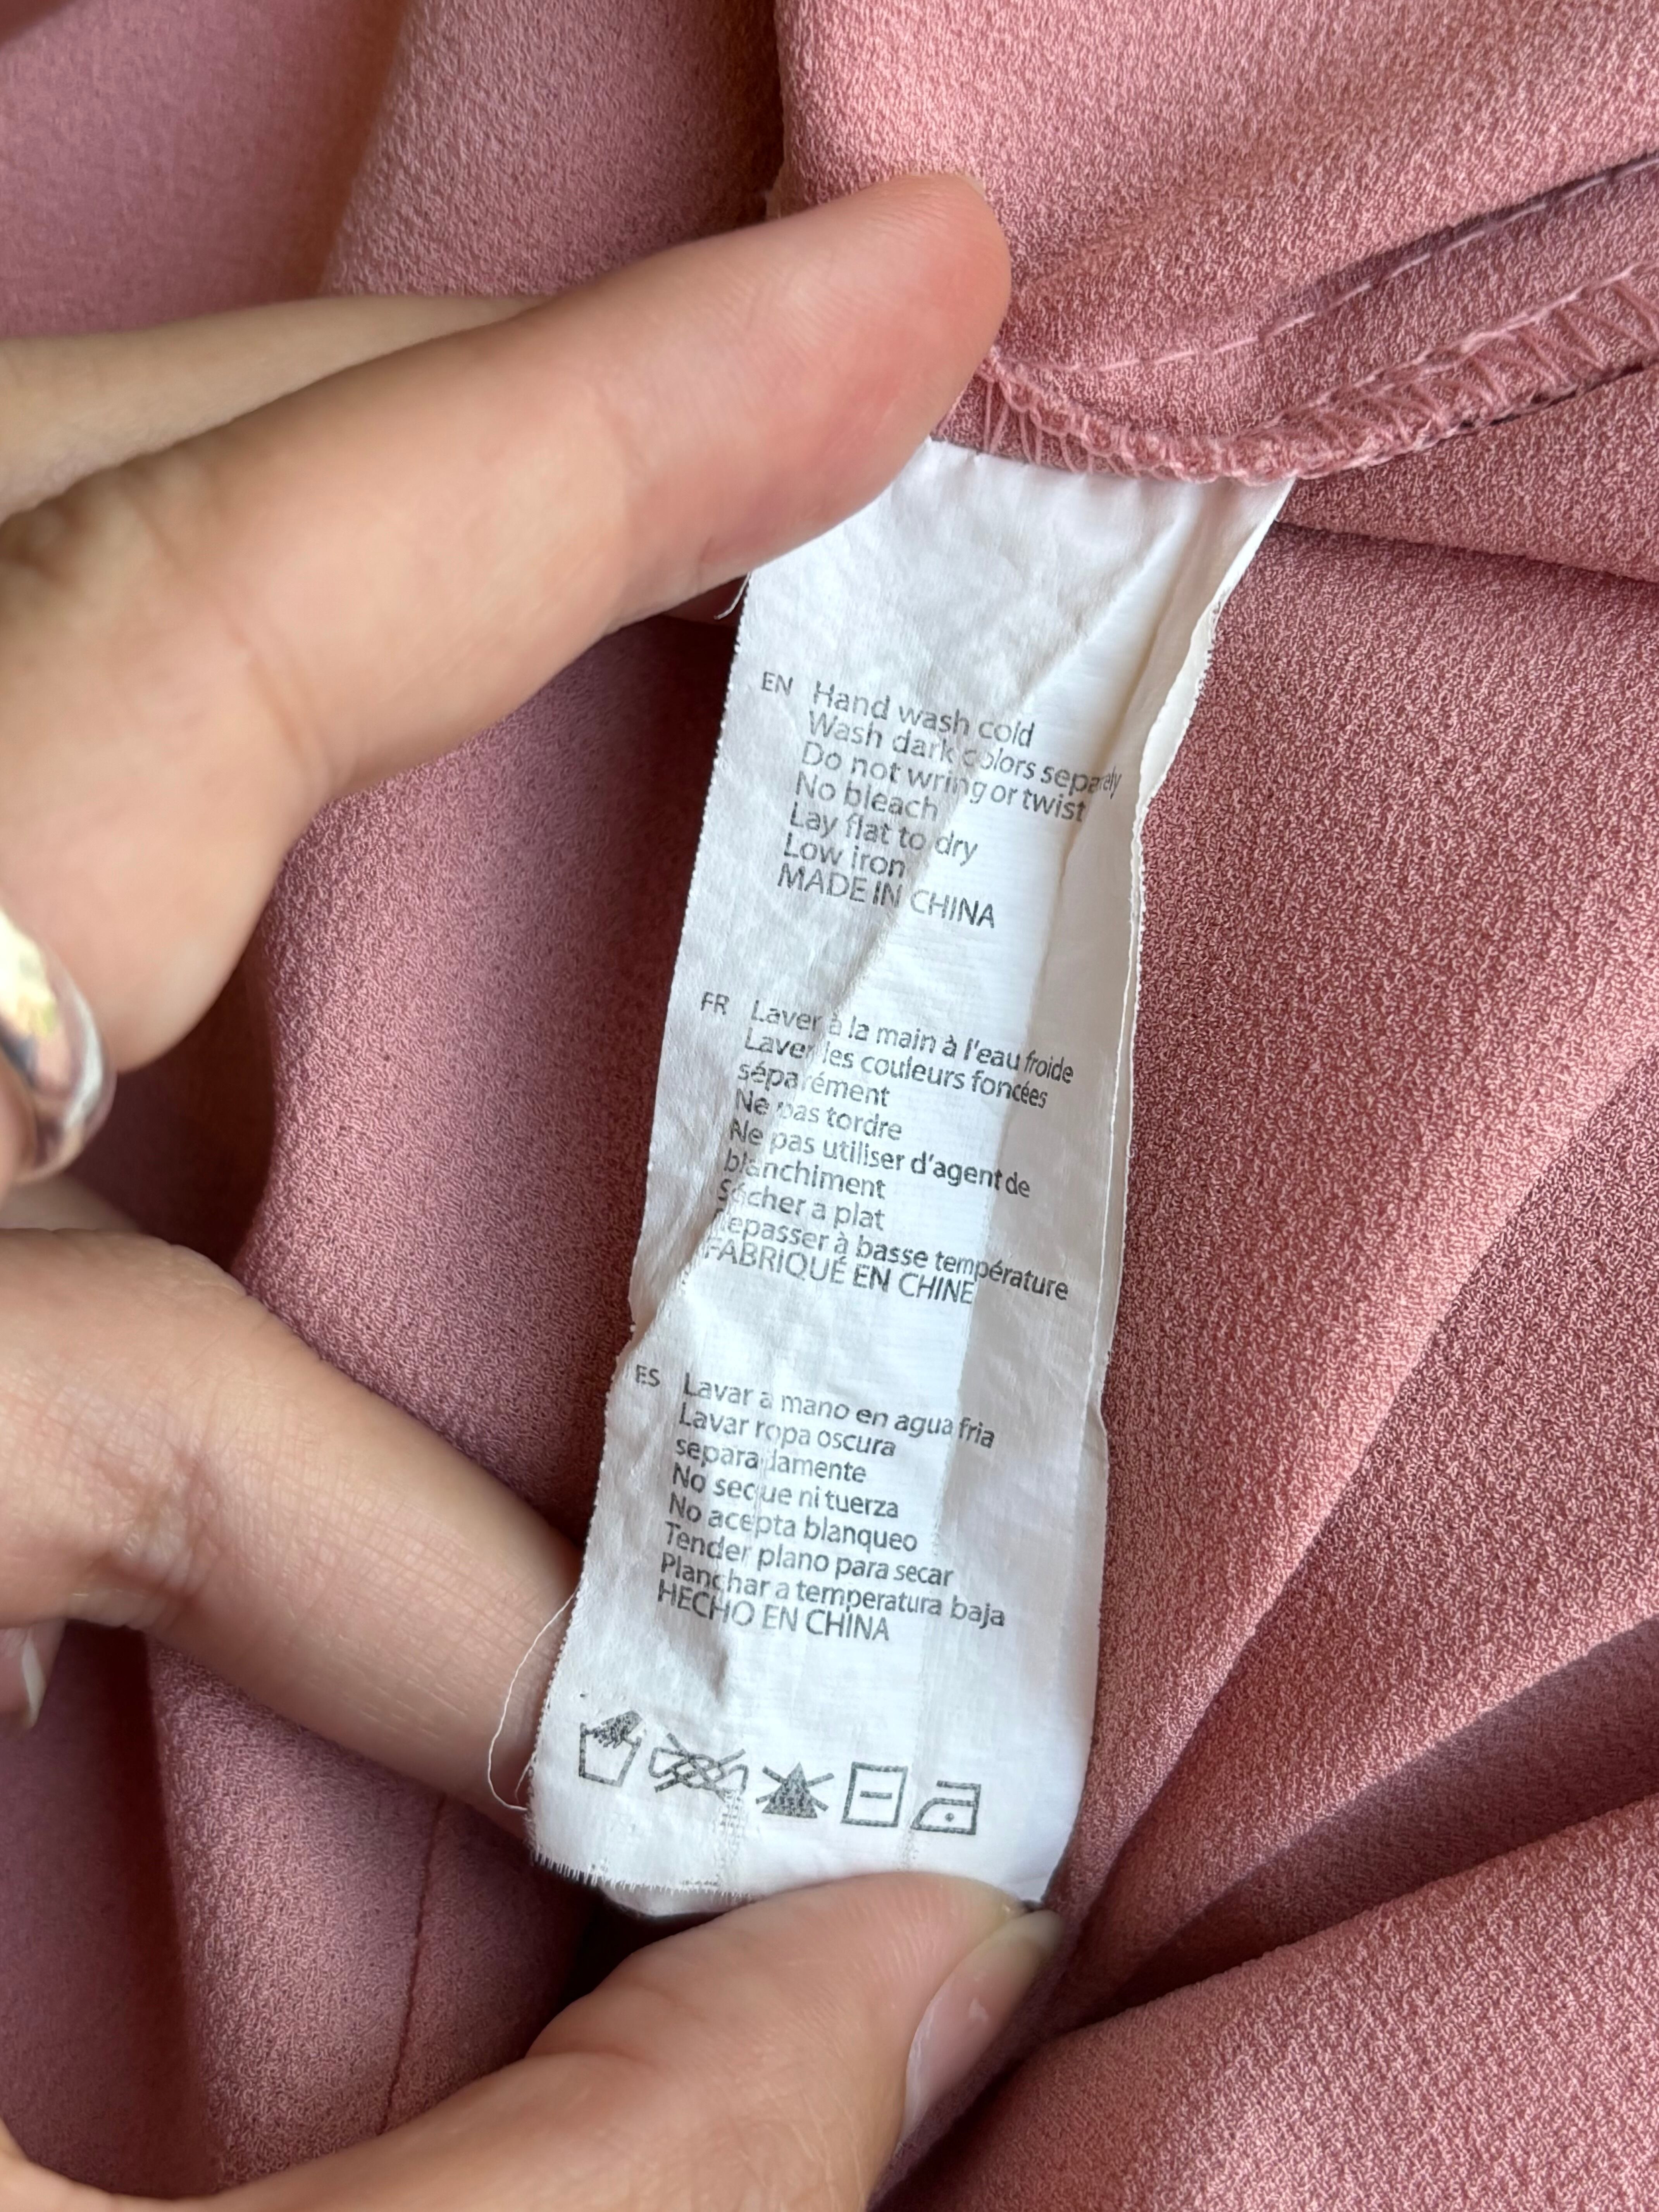 EN Hand wash cold
Wash dark colors separely
Do not wring or twist
No bleach
Lay flat to dry
Low iron
MADE IN CHINA
FR Laver à la main à l'eau froide
Laver les couleurs foncées
séparément
Ne pas tordre
Ne pas utiliser d'agent de
blanchiment
Sécher a plat
Repasser à basse température
FABRIQUÉ EN CHINE
ES Lavar a mano en agua fria
Lavar ropa oscura
separadamente
No seque ni tuerza
No acepta blanqueo
Tender plano para secar
Planchar a temperatura baja
HECHO EN CHINA